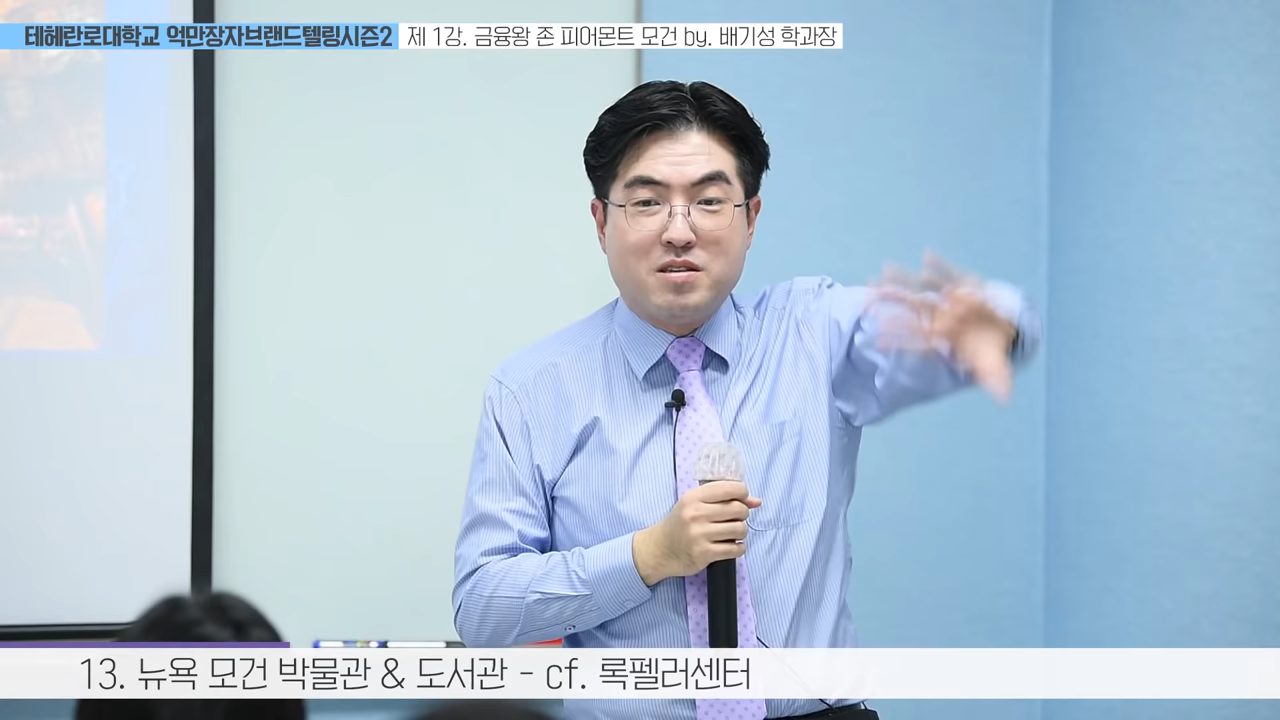 테헤란로대학교 억만장자브랜드텔링시즌2 제 1강. 금융왕 존 피어몬트 모건 by. 배기성 학과장
13. 뉴욕 모건 박물관 & 도서관 - cf. 록펠러센터